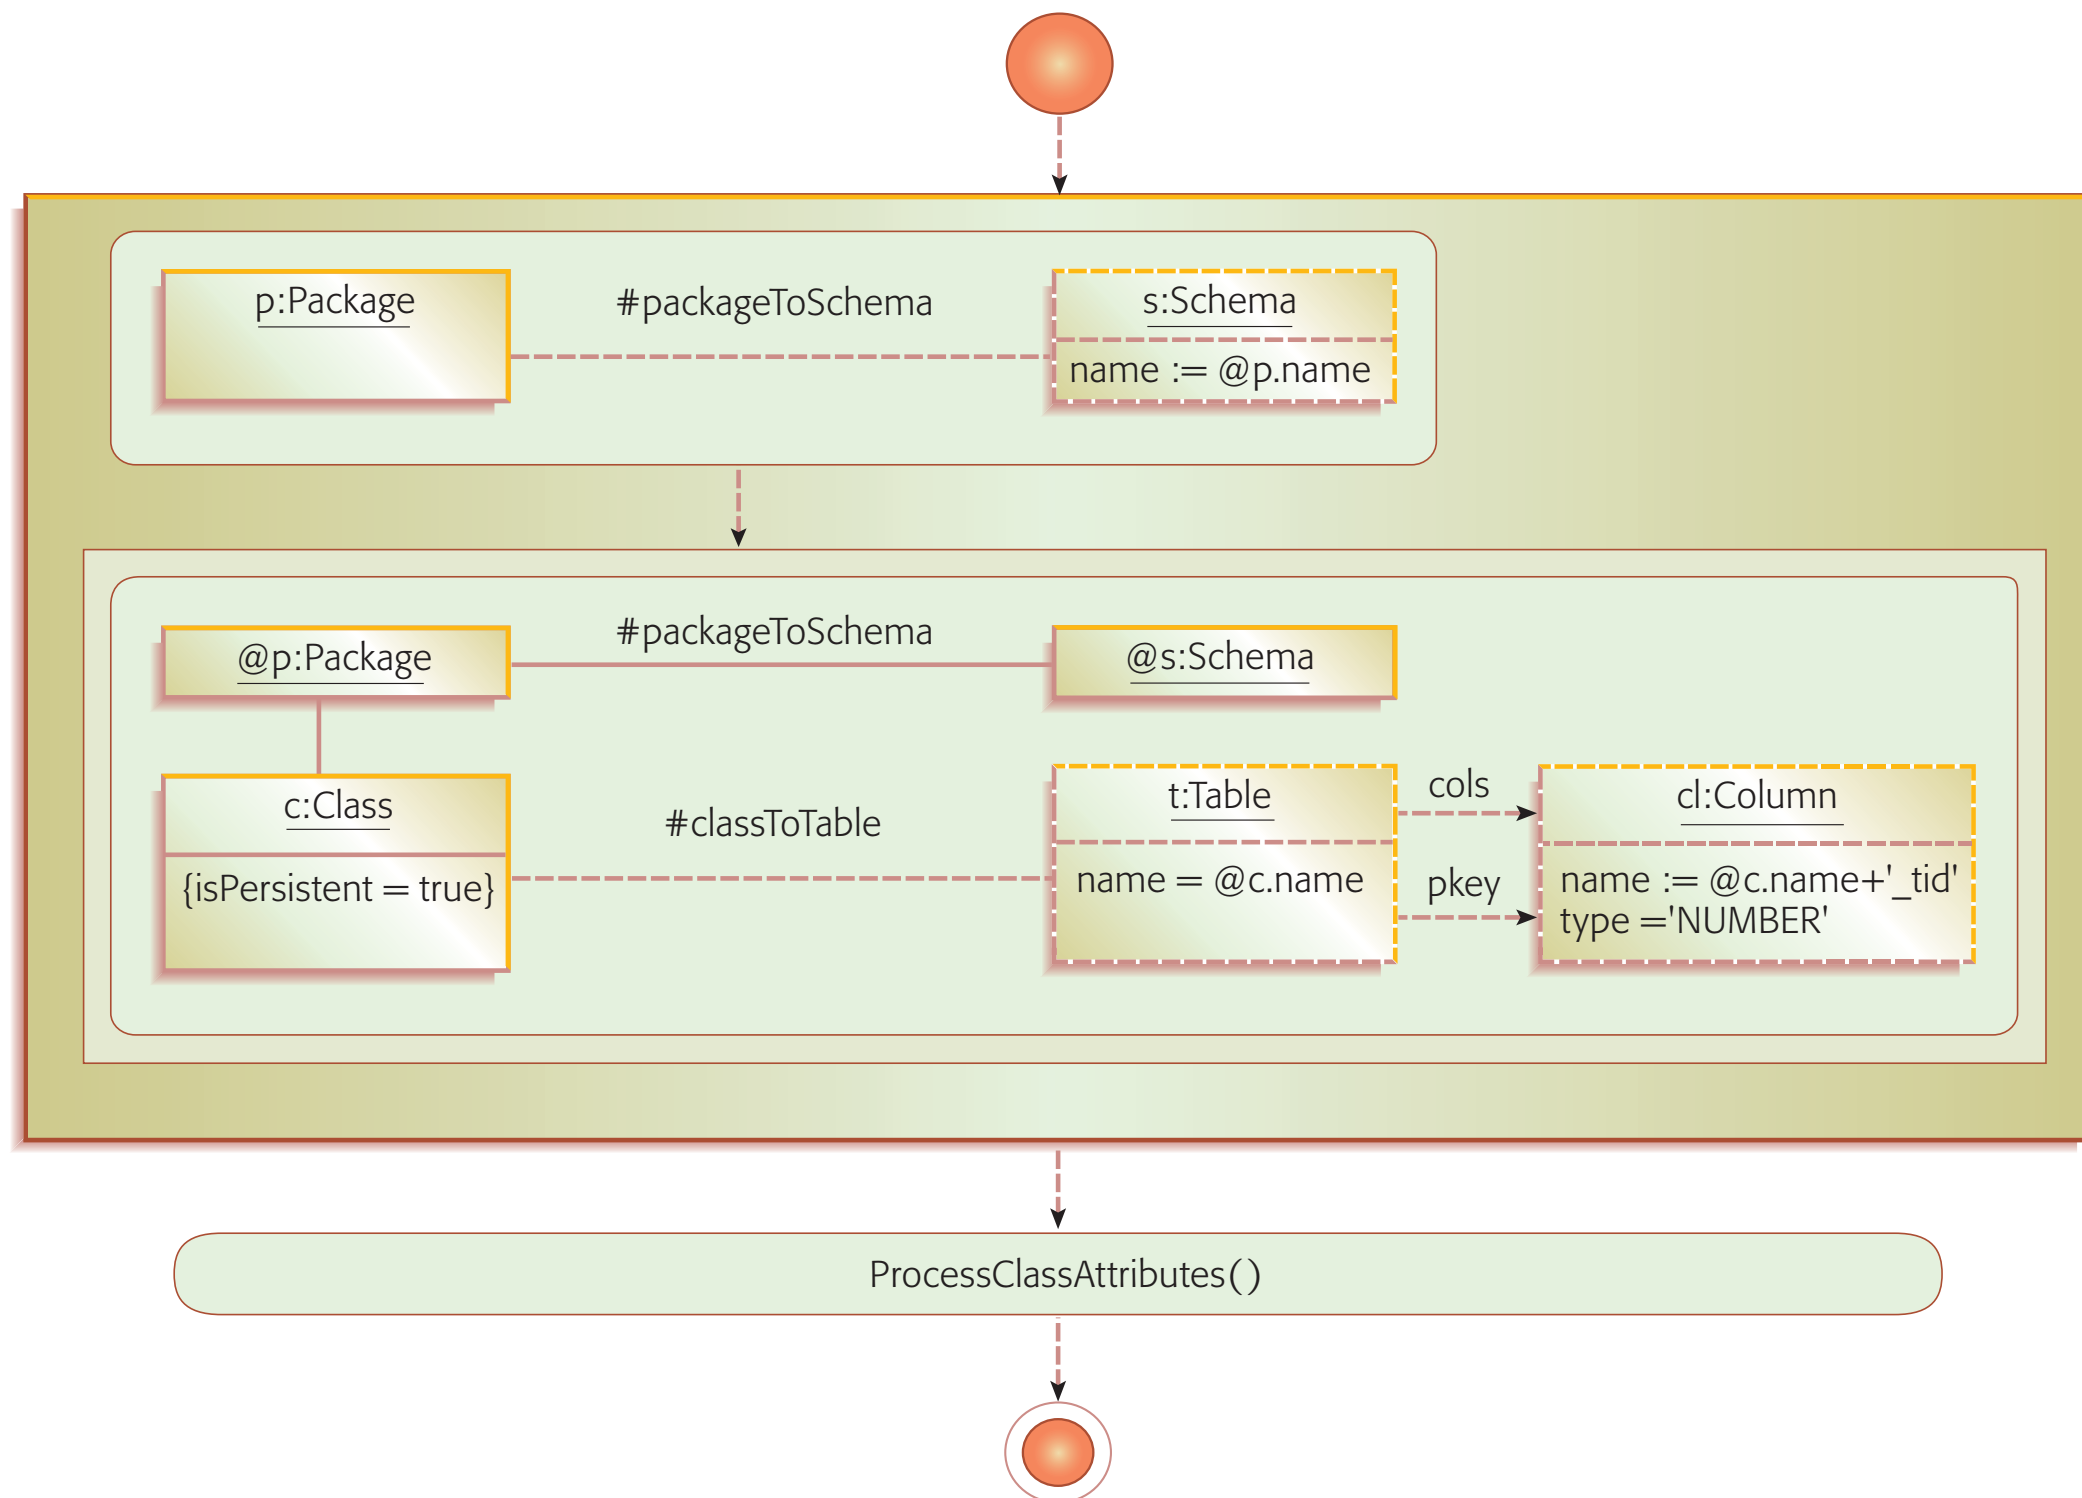 p:Package
#packageToSchema
s:Schema
name := @p.name
@p:Package
#packageToSchema
@s:Schema
c:Class
{isPersistent = true}
#classToTable
t:Table
name = @c.name
cols
pkey
cl:Column
name := @c.name+'_tid'
type ='NUMBER'
ProcessClassAttributes()